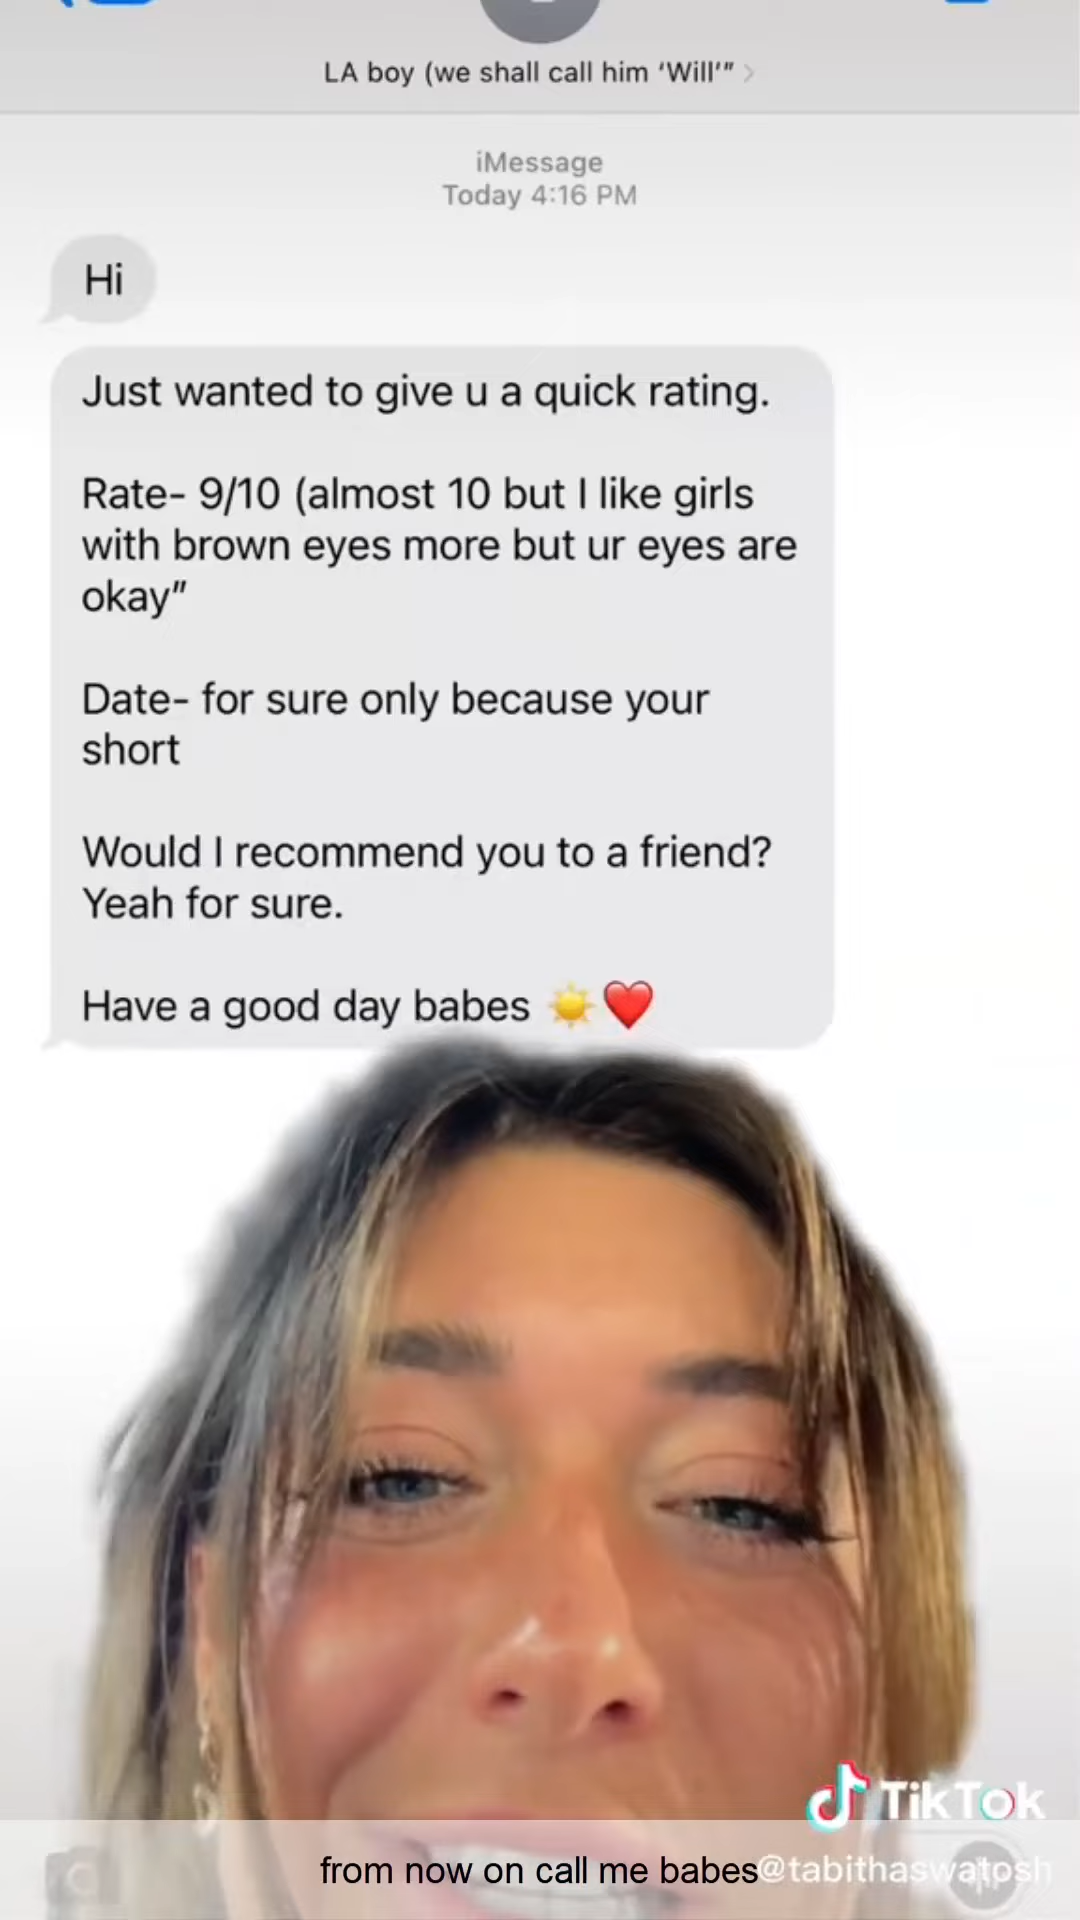 LA boy (we shall call him ‘Will’”
iMessage
Today 4:16 PM
Hi
Just wanted to give u a quick rating.
Rate- 9/10 (almost 10 but I like girls
with brown eyes more but ur eyes are
okay”
Date- for sure only because your
short
Would I recommend you to a friend?
Yeah for sure.
Have a good day babes ☀️❤️
TikTok
from now on call me babes
@tabithaswatosh